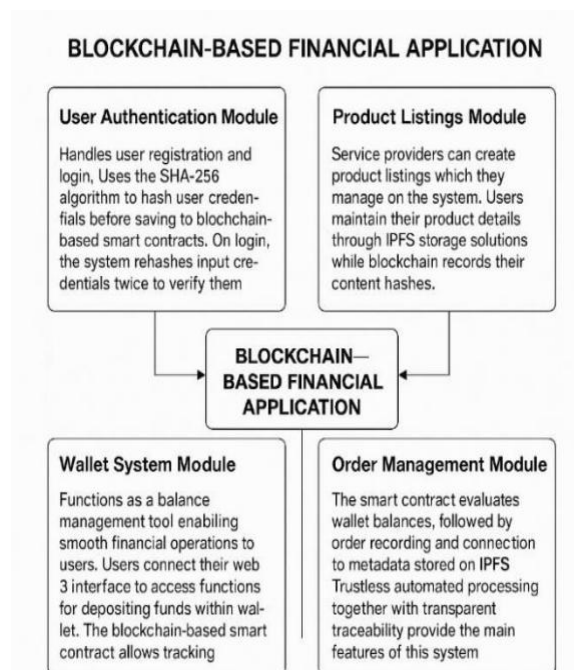 BLOCKCHAIN-BASED FINANCIAL APPLICATION
User Authentication Module
Handles user registration and
login, Uses the SHA-256
algorithm to hash user creden-
fials before saving to blochchain-
based smart contracts. On login,
the system rehashes input cre-
dentials twice to verify them
Product Listings Module
Service providers can create
product listings which they
manage on the system. Users
maintain their product details
through IPFS storage solutions
while blockchain records their
content hashes.
BLOCKCHAIN—
BASED FINANCIAL
APPLICATION
Wallet System Module
Functions as a balance
management tool enabiling
smooth financial operations to
users. Users connect their web
3 interface to access functions
for depositing funds within wal-
let. The blockchain-based smart
contract allows tracking
Order Management Module
The smart contract evaluates
wallet balances, followed by
order recording and connection
to metadata stored on IPFS
Trustless automated processing
together with transparent
traceability provide the main
features of this system